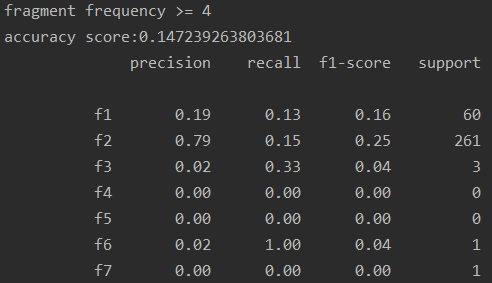 fragment frequency >= 4
accuracy score:0.147239263803681
precision recall f1-score support
f1 0.19 0.13 0.16 60
f2 0.79 0.15 0.25 261
f3 0.02 0.33 0.04 3
f4 0.00 0.00 0.00 0
f5 0.00 0.00 0.00 0
f6 0.02 1.00 0.04 1
f7 0.00 0.00 0.00 1